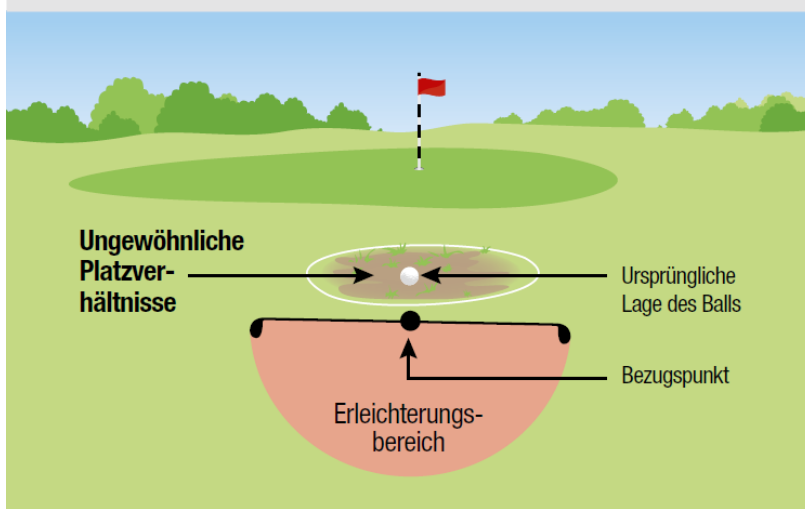 Ungewöhnliche
Platzver-
hältnisse
Ursprüngliche
Lage des Balls
Bezugspunkt
Erleichterungs-
bereich